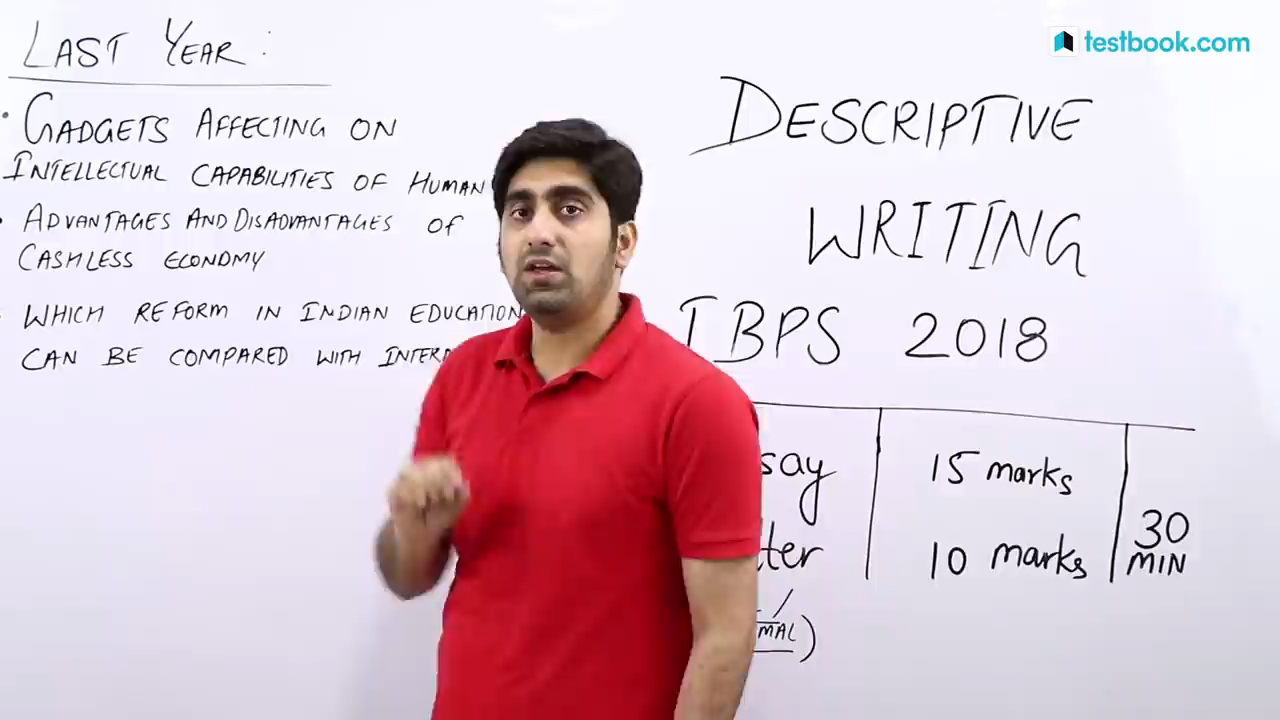 LAST YEAR:
• GADGETS AFFECTING ON
INTELLECTUAL CAPABILITIES OF HUMAN
• ADVANTAGES AND DISADVANTAGES OF
CASHLESS ECONOMY
• WHICH REFORM IN INDIAN EDUCATION
CAN BE COMPARED WITH
testbook.com
DESCRIPTIVE
WRITING
IBPS 2018
15 marks
10 marks
30
MIN